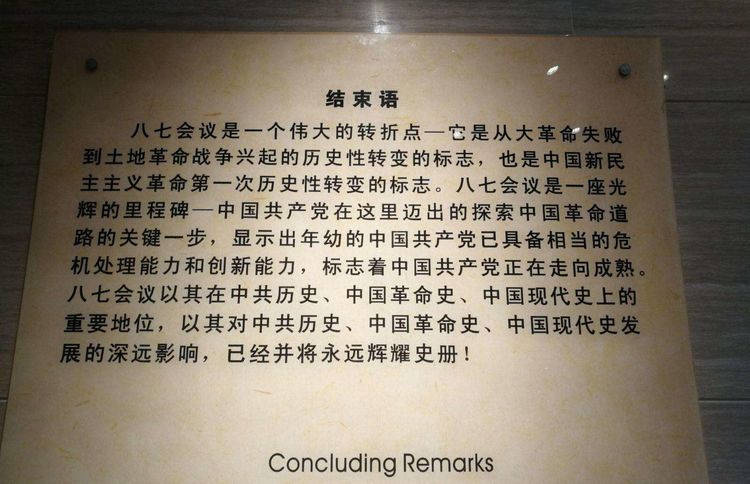 结束语
八七会议是一个伟大的转折点—它是从大革命失败
到土地革命战争兴起的历史性转变的标志，也是中国新民
主主义革命第一次历史性转变的标志。八七会议是一座光
辉的里程碑—中国共产党在这里迈出的探索中国革命道
路的关键一步，显示出年幼的中国共产党已具备相当的危
机处理能力和创新能力，标志着中国共产党正在走向成熟。
八七会议以其在中共历史、中国革命史、中国现代史上的
重要地位，以其对中共历史、中国革命史、中国现代史发
展的深远影响，已经并将永远辉耀史册！
Concluding Remarks